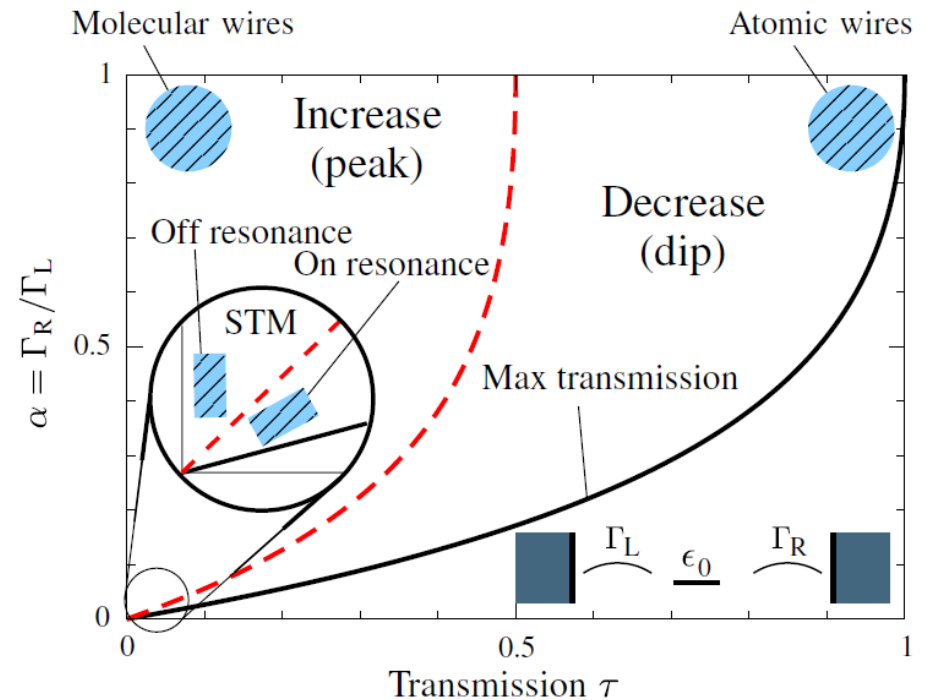 Molecular wires
Atomic wires
1
Increase
(peak)
Decrease
(dip)
Off resonance
On resonance
STM
α = Γ_R/Γ_L
0.5
Max transmission
Γ_L
ϵ_0
Γ_R
0
0
0.5
1
Transmission τ